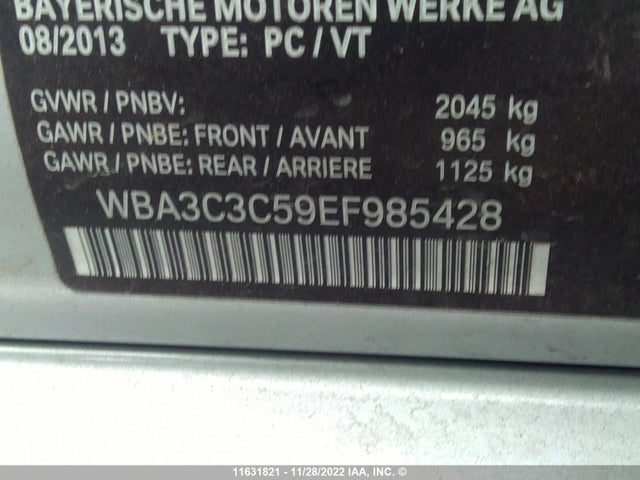 BAYERISCHE MOTOREN WERKE AG
08/2013 TYPE: PC / VT
GVWR / PNBV: 2045 kg
GAWR / PNBE: FRONT / AVANT 965 kg
GAWR / PNBE: REAR / ARRIERE 1125 kg
WBA3C3C59EF985428
11631821 - 11/28/2022 IAA, INC. ©